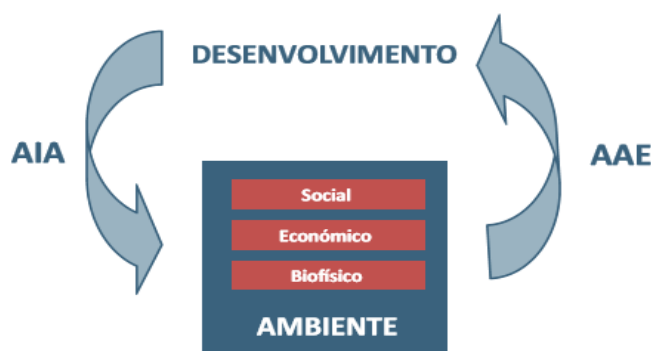 DESENVOLVIMENTO
AIA
AAE
Social
Económico
Biofísico
AMBIENTE